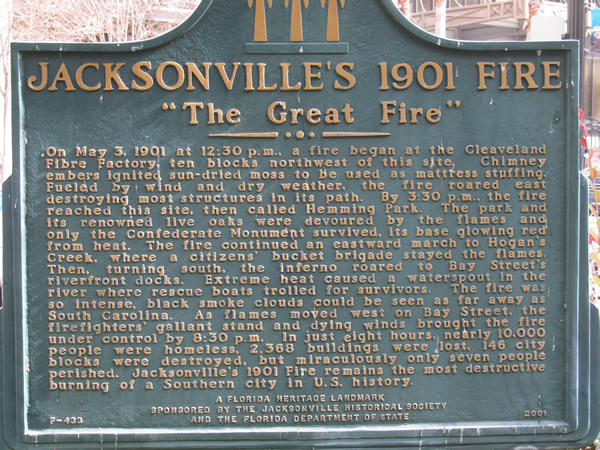 JACKSONVILLE'S 1901 FIRE
"The Great Fire"
On May 3, 1901 at 12:30 p.m., a fire began at the Cleaveland
Fibre Factory, ten blocks northwest of this site. Chimney
embers ignited sun-dried moss to be used as mattress stuffing.
Fueled by wind and dry weather, the fire roared east
destroying most structures in its path. By 3:30 p.m., the fire
reached this site, then called Hemming Park. The park and
its renowned live oaks were devoured by the flames and
only the Confederate Monument survived, its base glowing red
from heat. The fire continued an eastward march to Hogan's
Creek, where a citizens' bucket brigade stayed the flames.
Then, turning south, the inferno roared to Bay Street's
riverfront docks. Extreme heat caused a waterspout in the
river where rescue boats trolled for survivors. The fire was
so intense, black smoke clouds could be seen as far away as
South Carolina. As flames moved west on Bay Street, the
firefighters' gallant stand and dying winds brought the fire
under control by 8:30 p.m. In just eight hours, nearly 10,000
people were homeless, 2,368 buildings were lost, 146 city
blocks were destroyed, but miraculously only seven people
perished. Jacksonville's 1901 Fire remains the most destructive
burning of a Southern city in U.S. history.
A FLORIDA HERITAGE LANDMARK
SPONSORED BY THE JACKSONVILLE HISTORICAL SOCIETY
F-433 AND THE FLORIDA DEPARTMENT OF STATE 2001